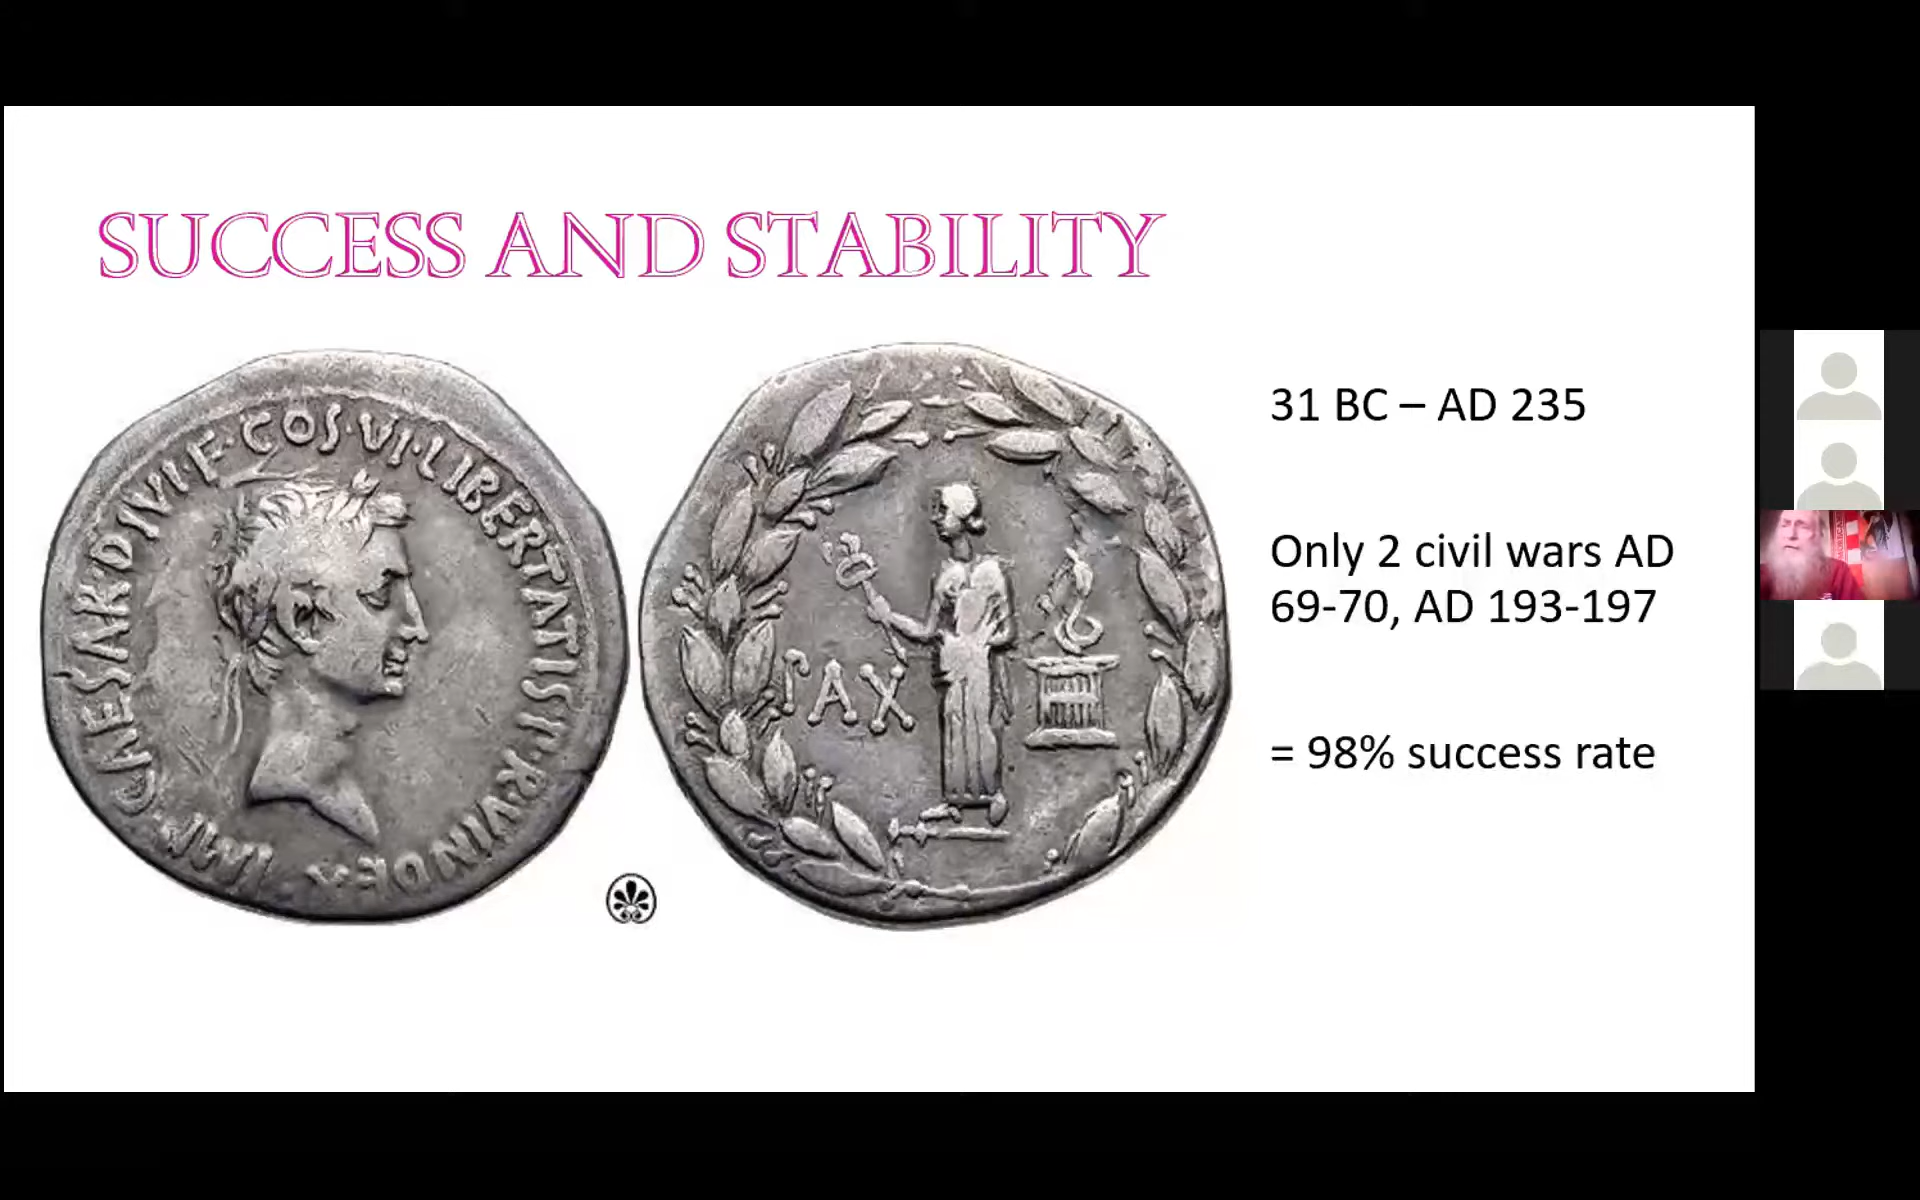 SUCCESS AND STABILITY
IMP·CAESAR·DIVI·F·COS·VI·LIBERTATIS·P·R·VINDEX
PAX
31 BC – AD 235
Only 2 civil wars AD
69-70, AD 193-197
= 98% success rate